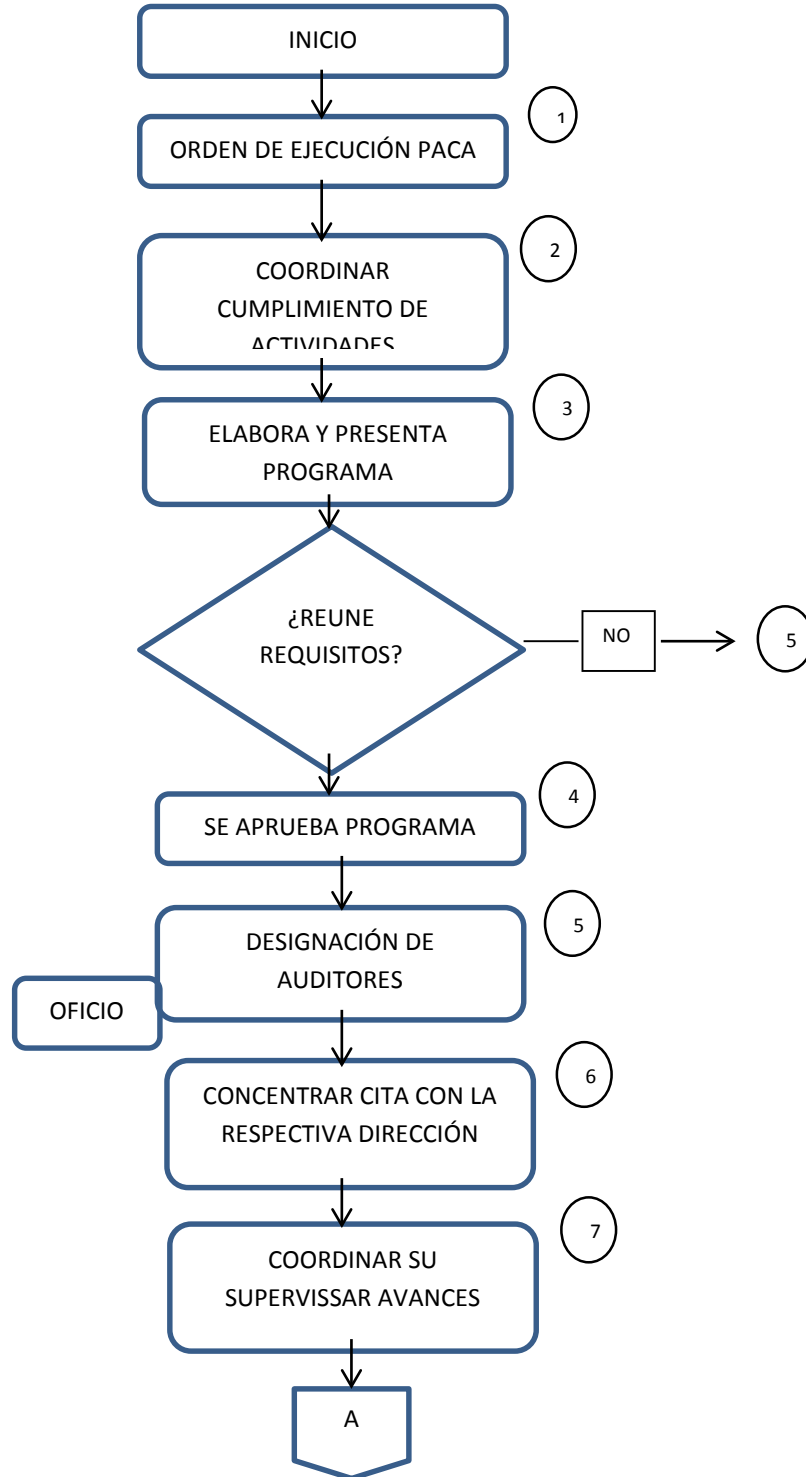 INICIO
1
ORDEN DE EJECUCIÓN PACA
2
COORDINAR
CUMPLIMIENTO DE
ACTIVIDADES
3
ELABORA Y PRESENTA
PROGRAMA
¿REUNE
REQUISITOS?
NO
5
4
SE APRUEBA PROGRAMA
5
DESIGNACIÓN DE
AUDITORES
OFICIO
6
CONCENTRAR CITA CON LA
RESPECTIVA DIRECCIÓN
7
COORDINAR SU
SUPERVISSAR AVANCES
A